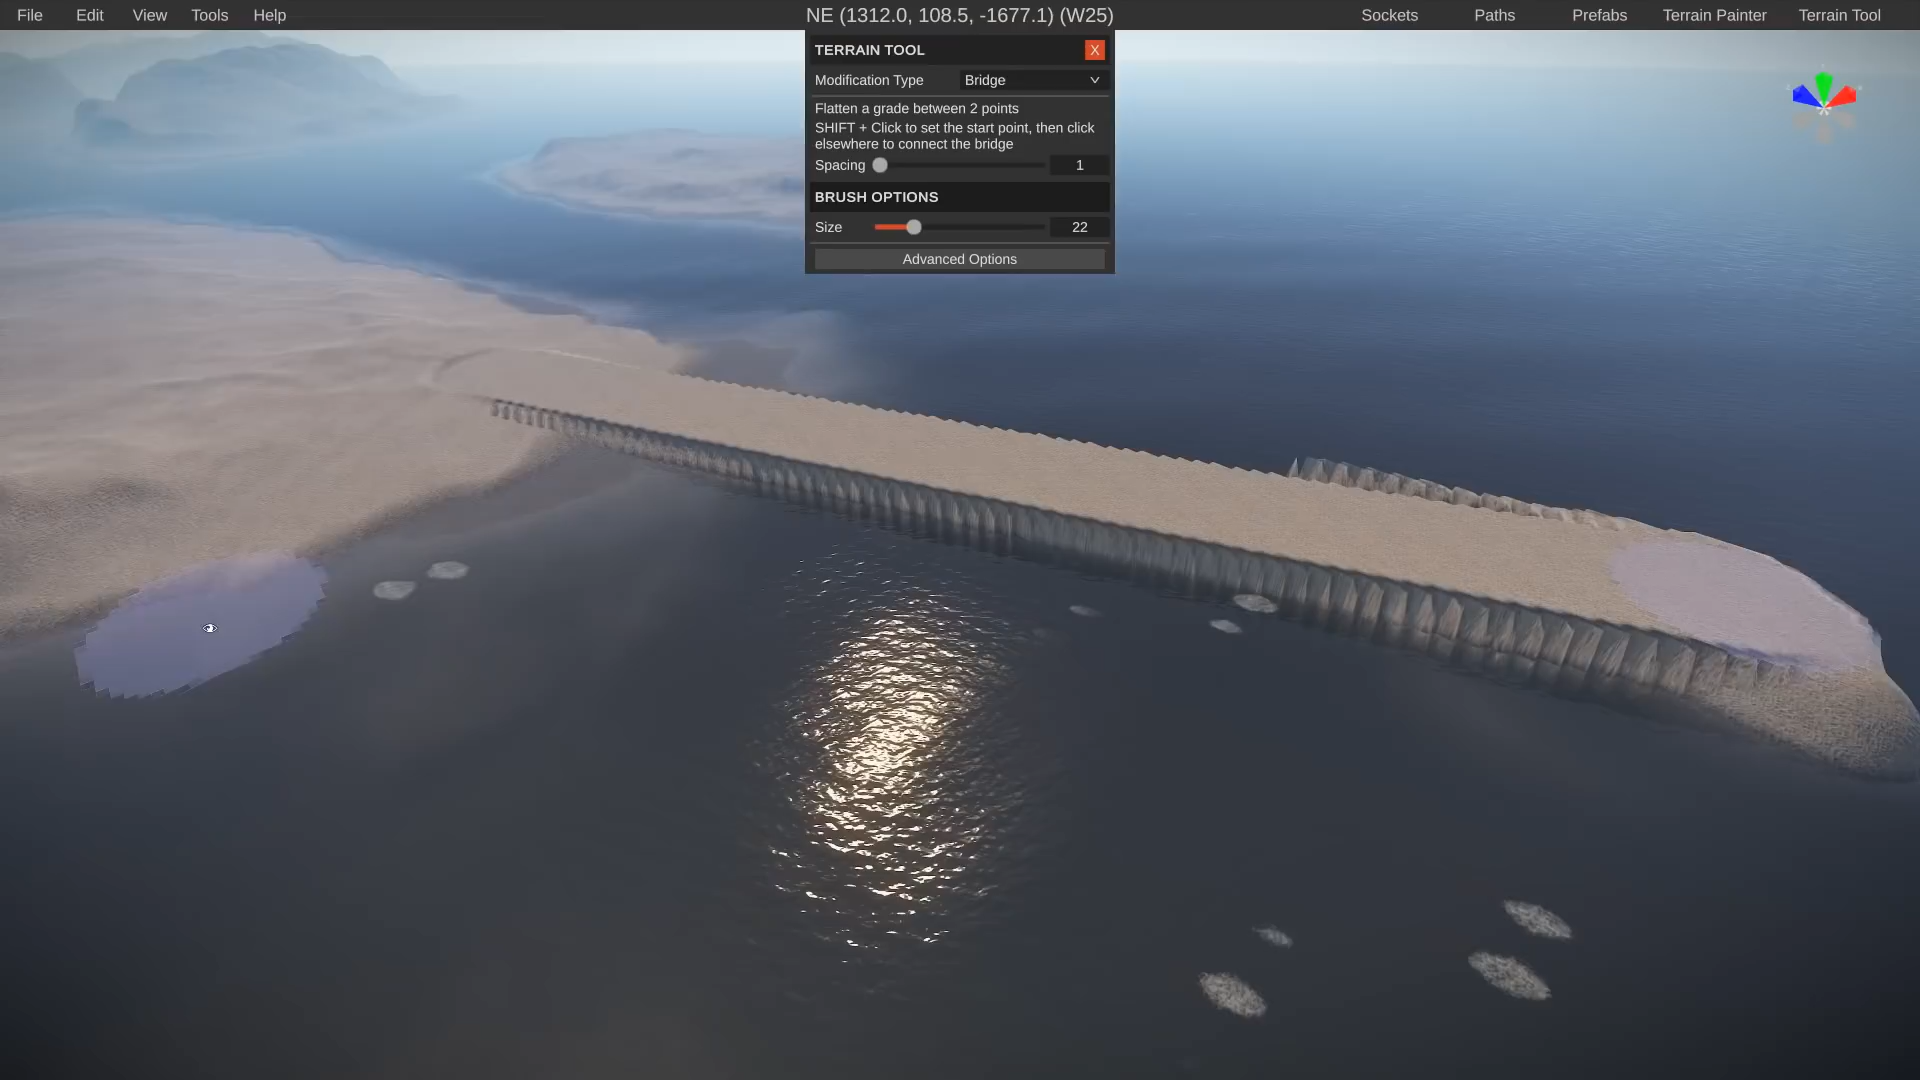 File Edit View Tools Help NE (1312.0, 108.5, -1677.1) (W25) Sockets Paths Prefabs Terrain Painter Terrain Tool
TERRAIN TOOL X
Modification Type Bridge
Flatten a grade between 2 points
SHIFT + Click to set the start point, then click
elsewhere to connect the bridge
Spacing 1
BRUSH OPTIONS
Size 22
Advanced Options